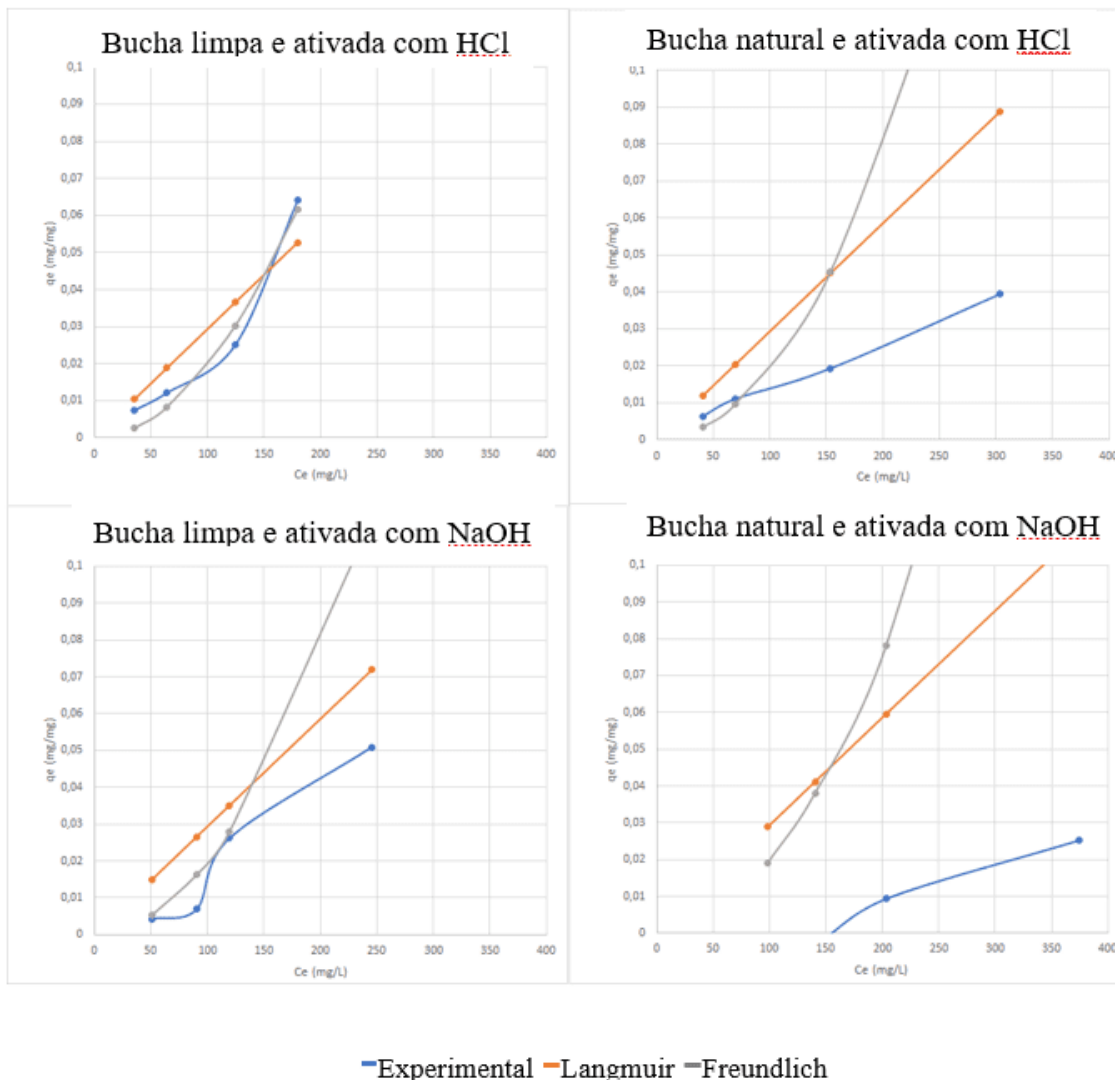 Bucha limpa e ativada com HCl
0,1
0,09
0,08
0,07
0,06
0,05
0,04
0,03
0,02
0,01
0
qe (mg/mg)
0 50 100 150 200 250 300 350 400
Ce (mg/L)
Bucha natural e ativada com HCl
0,1
0,09
0,08
0,07
0,06
0,05
0,04
0,03
0,02
0,01
0
qe (mg/mg)
0 50 100 150 200 250 300 350 400
Ce (mg/L)
Bucha limpa e ativada com NaOH
0,1
0,09
0,08
0,07
0,06
0,05
0,04
0,03
0,02
0,01
0
qe (mg/mg)
0 50 100 150 200 250 300 350 400
Ce (mg/L)
Bucha natural e ativada com NaOH
0,1
0,09
0,08
0,07
0,06
0,05
0,04
0,03
0,02
0,01
0
qe (mg/mg)
0 50 100 150 200 250 300 350 400
Ce (mg/L)
Experimental Langmuir Freundlich